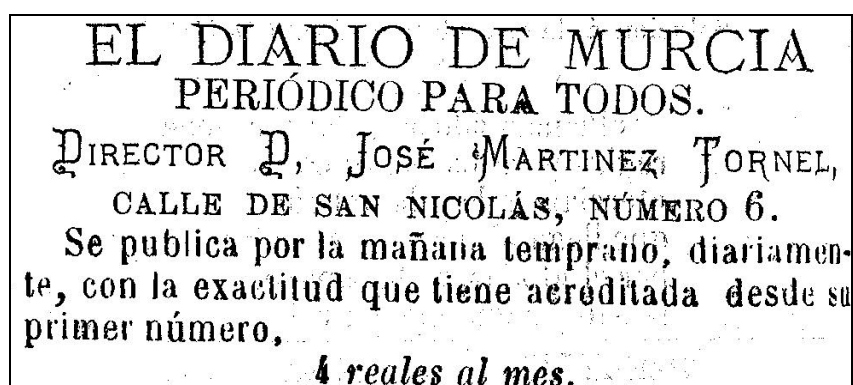 EL DIARIO DE MURCIA
PERIÓDICO PARA TODOS.
DIRECTOR D, JOSÉ MARTINEZ TORNEL,
CALLE DE SAN NICOLÁS, NÚMERO 6.
Se publica por la mañana temprano, diariamen-
te, con la exactitud que tiene acreditada desde su
primer número,
4 reales al mes.